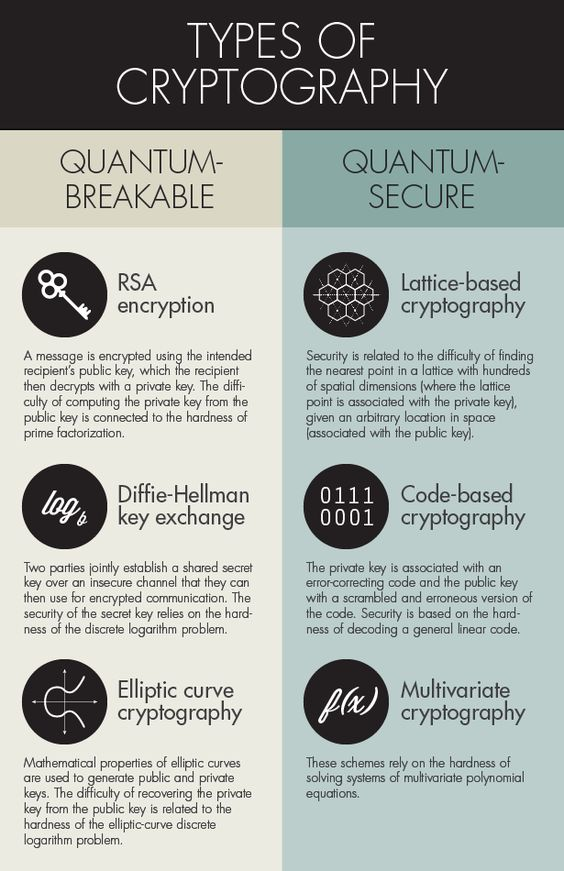 TYPES OF
CRYPTOGRAPHY
QUANTUM-
BREAKABLE
RSA
encryption
A message is encrypted using the intended
recipient's public key, which the recipient
then decrypts with a private key. The diffi-
culty of computing the private key from the
public key is connected to the hardness of
prime factorization.
log b
Diffie-Hellman
key exchange
Two parties jointly establish a shared secret
key over an insecure channel that they can
then use for encrypted communication. The
security of the secret key relies on the hard-
ness of the discrete logarithm problem.
Elliptic curve
cryptography
Mathematical properties of elliptic curves
are used to generate public and private
keys. The difficulty of recovering the private
key from the public key is related to the
hardness of the elliptic-curve discrete
logarithm problem.
QUANTUM-
SECURE
Lattice-based
cryptography
Security is related to the difficulty of finding
the nearest point in a lattice with hundreds
of spatial dimensions (where the lattice
point is associated with the private key),
given an arbitrary location in space
(associated with the public key).
0111
0001
Code-based
cryptography
The private key is associated with an
error-correcting code and the public key
with a scrambled and erroneous version of
the code. Security is based on the hard-
ness of decoding a general linear code.
f(x)
Multivariate
cryptography
These schemes rely on the hardness of
solving systems of multivariate polynomial
equations.